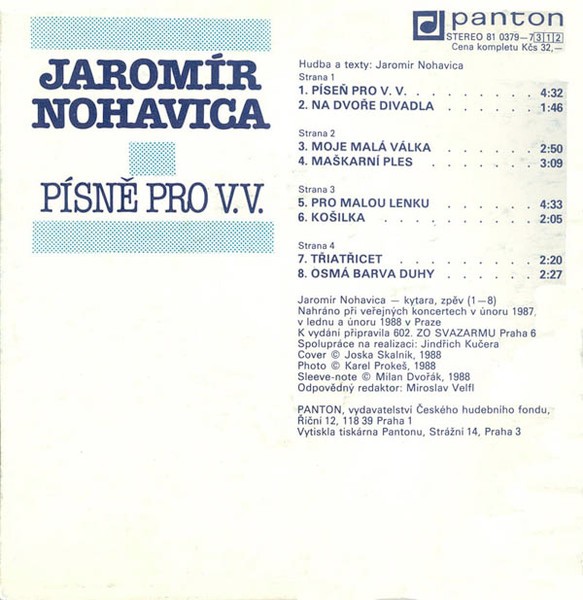 JAROMÍR
NOHAVICA
PÍSNĚ PRO V.V.
panton
STEREO 81 0379–7 3 1 2
Cena kompletu Kčs 32,—
Hudba a texty: Jaromír Nohavica
Strana 1
1. PÍSEŇ PRO V. V. . . . . . . . . . 4:32
2. NA DVOŘE DIVADLA . . . . . . . 1:46
Strana 2
3. MOJE MALÁ VÁLKA . . . . . . . 2:50
4. MAŠKARNÍ PLES . . . . . . . . . 3:09
Strana 3
5. PRO MALOU LENKU . . . . . . . 4:33
6. KOŠILKA . . . . . . . . . . . 2:05
Strana 4
7. TŘIATŘICET . . . . . . . . . . 2:20
8. OSMÁ BARVA DUHY . . . . . . . 2:27
Jaromír Nohavica — kytara, zpěv (1—8)
Nahráno při veřejných koncertech v únoru 1987,
v lednu a únoru 1988 v Praze
K vydání připravila 602. ZO SVAZARMU Praha 6
Spolupráce na realizaci: Jindřich Kučera
Cover © Joska Skalník, 1988
Photo © Karel Prokeš, 1988
Sleeve-note © Milan Dvořák, 1988
Odpovědný redaktor: Miroslav Velfl
PANTON, vydavatelství Českého hudebního fondu,
Říční 12, 118 39 Praha 1
Vytiskla tiskárna Pantonu, Strážní 14, Praha 3